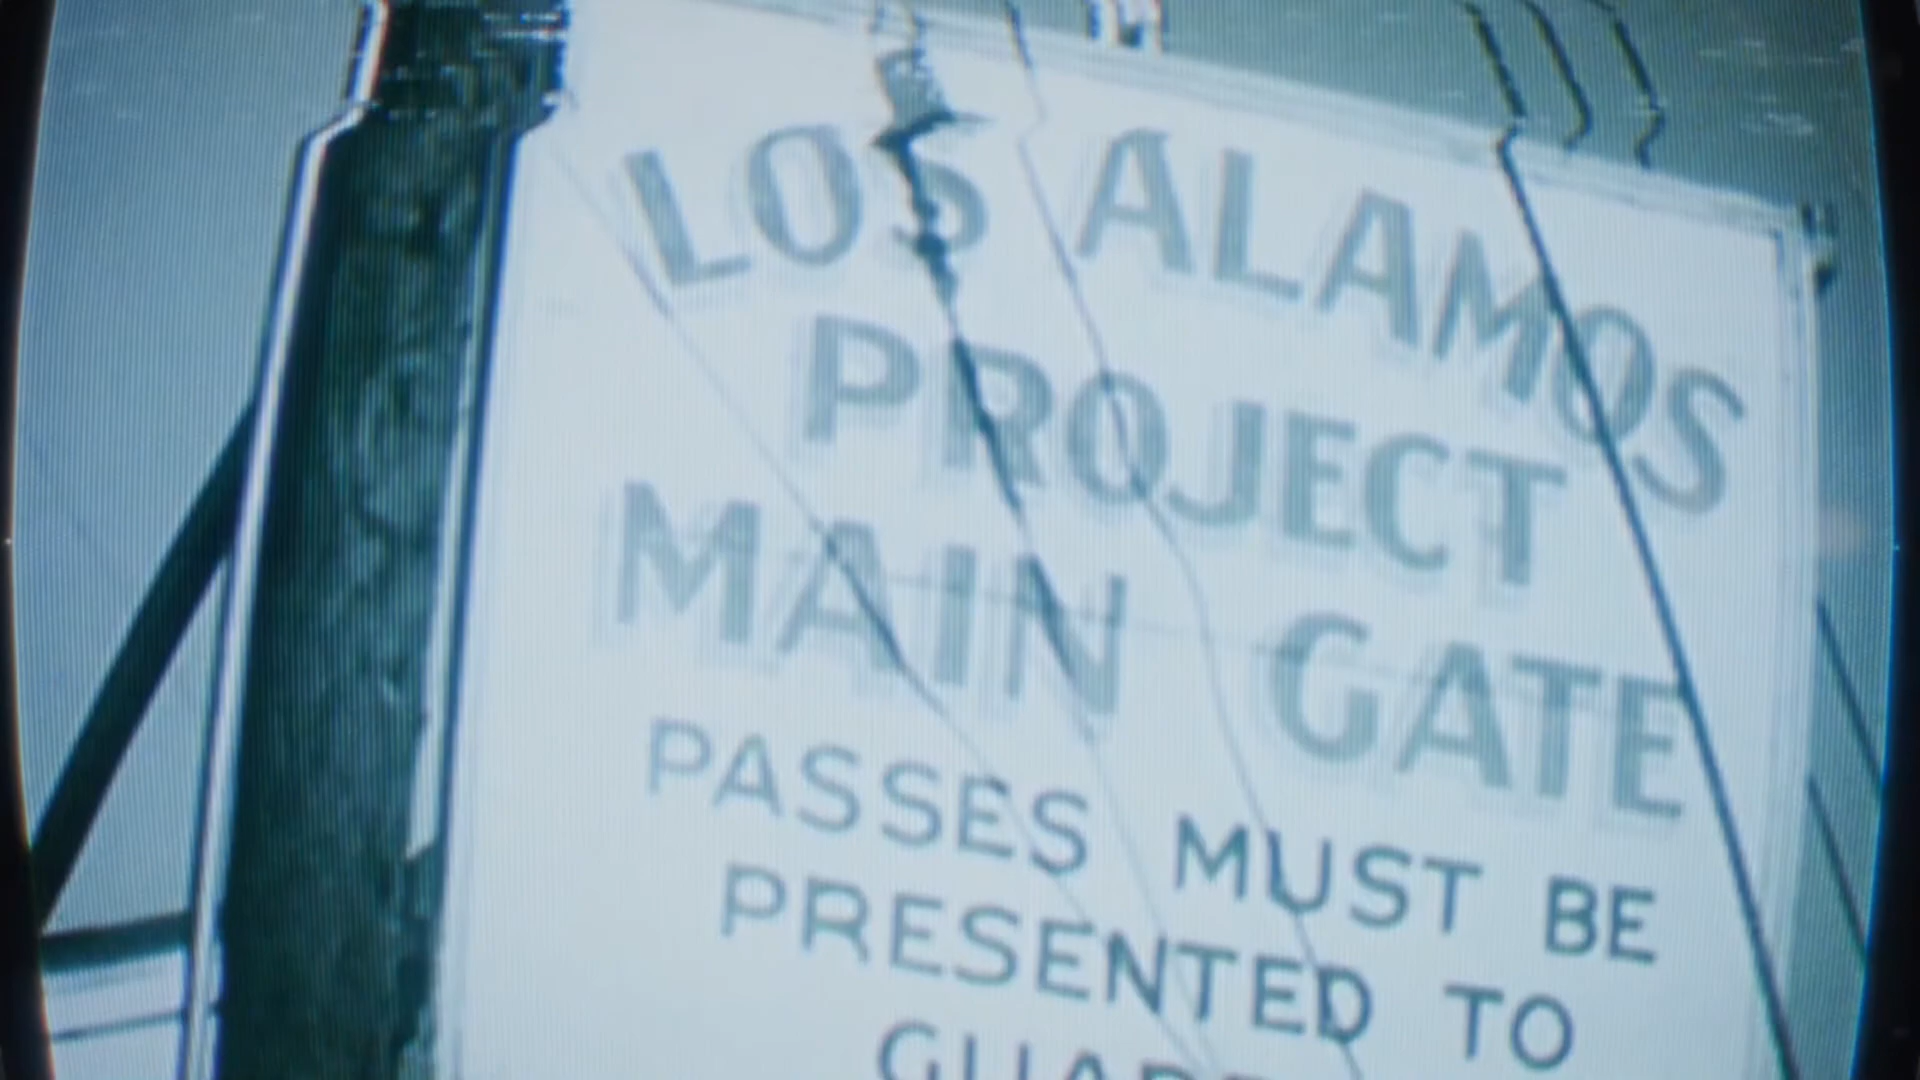 LOS ALAMOS
PROJECT
MAIN GATE
PASSES MUST BE
PRESENTED TO